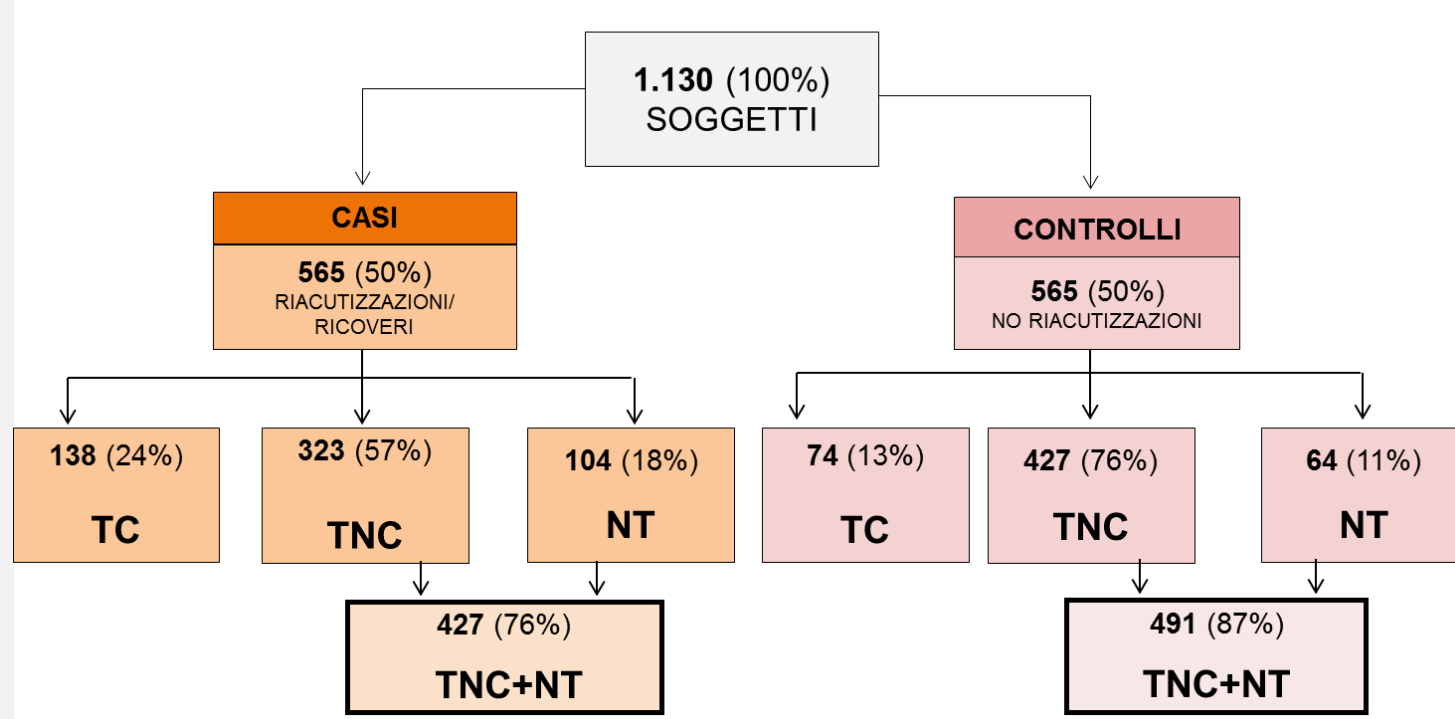 1.130 (100%)
SOGGETTI
CASI
565 (50%)
RIACUTIZZAZIONI/
RICOVERI
CONTROLLI
565 (50%)
NO RIACUTIZZAZIONI
138 (24%)
TC
323 (57%)
TNC
104 (18%)
NT
74 (13%)
TC
427 (76%)
TNC
64 (11%)
NT
427 (76%)
TNC+NT
491 (87%)
TNC+NT